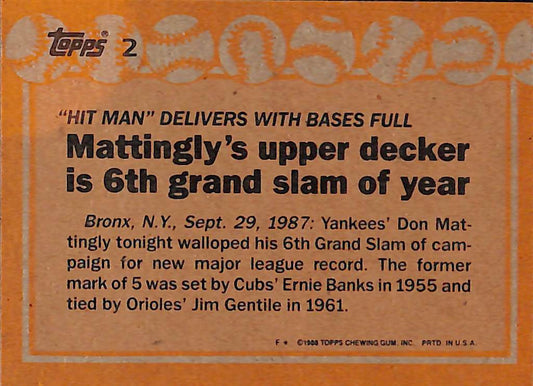 Topps® 2
"HIT MAN" DELIVERS WITH BASES FULL
Mattingly's upper decker
is 6th grand slam of year
Bronx, N.Y., Sept. 29, 1987: Yankees' Don Mat-
tingly tonight walloped his 6th Grand Slam of cam-
paign for new major league record. The former
mark of 5 was set by Cubs' Ernie Banks in 1955 and
tied by Orioles' Jim Gentile in 1961.
F * ©1988 TOPPS CHEWING GUM, INC. PRTD. IN U.S.A.